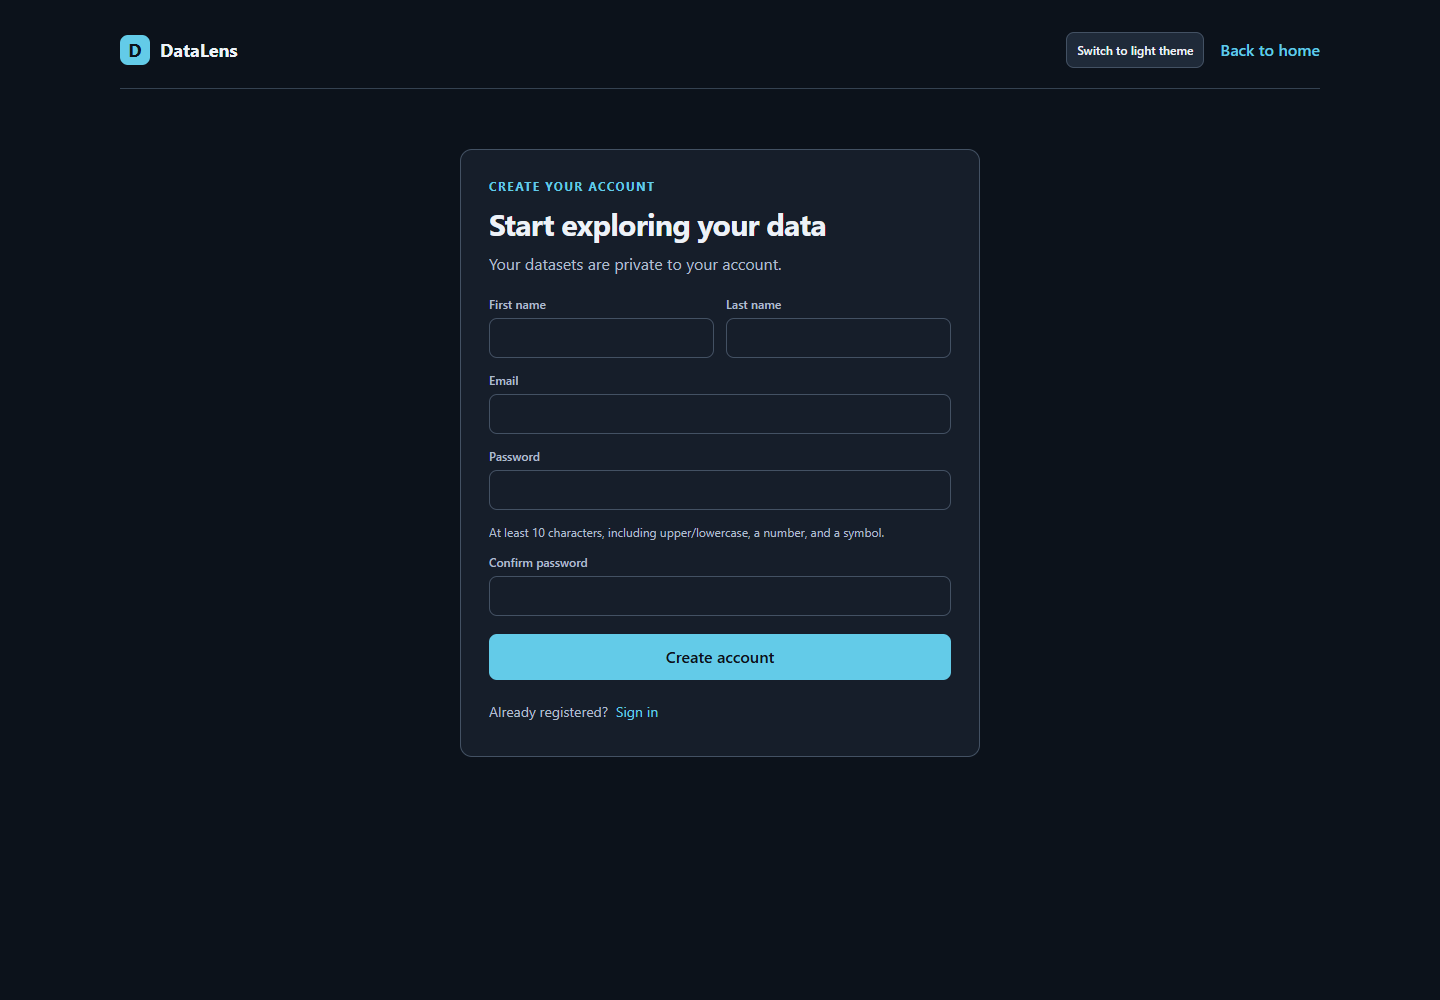 D DataLens
Switch to light theme
Back to home
CREATE YOUR ACCOUNT
Start exploring your data
Your datasets are private to your account.
First name
Last name
Email
Password
At least 10 characters, including upper/lowercase, a number, and a symbol.
Confirm password
Create account
Already registered? Sign in